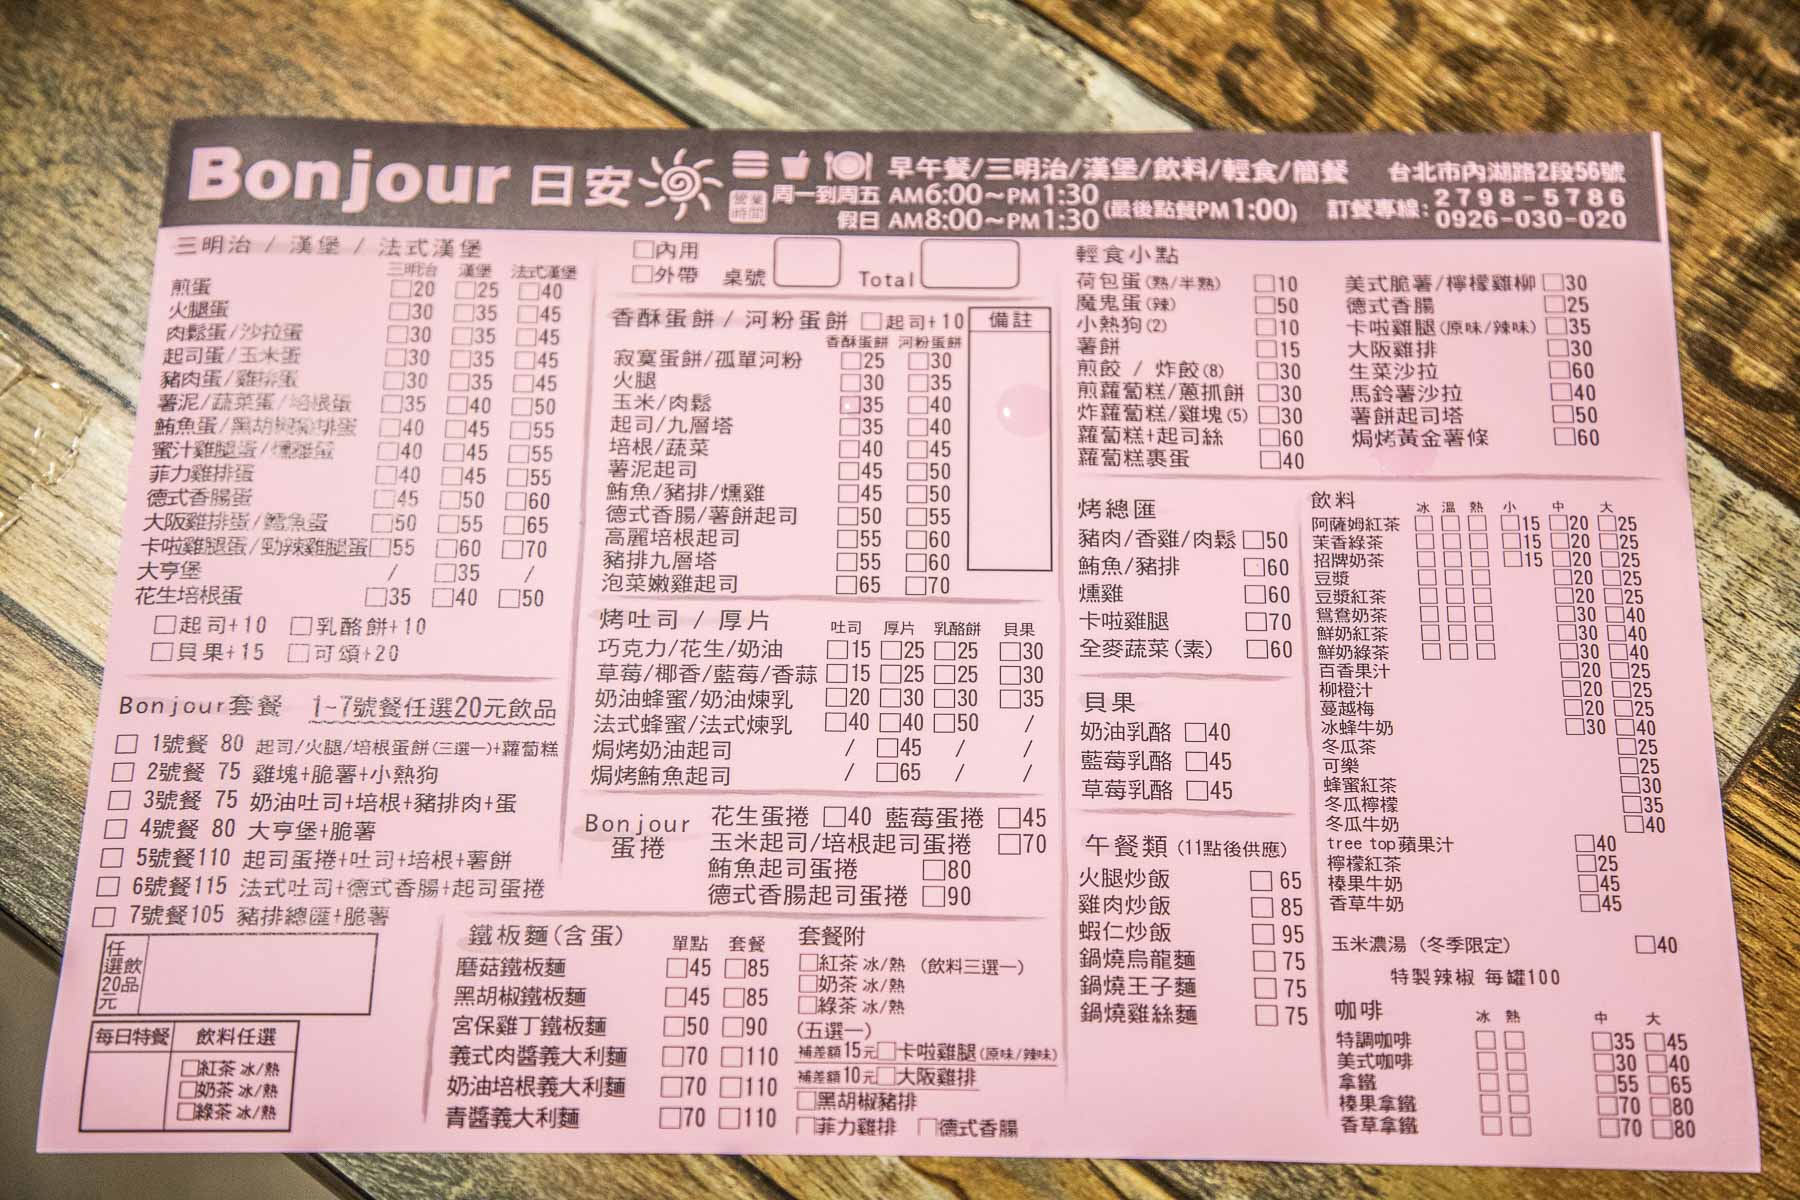 Bonjour 日安
早午餐/三明治/漢堡/飲料/輕食/簡餐
營業時間
周一到周五 AM6:00～PM1:30
假日 AM8:00～PM1:30
(最後點餐PM1:00)
台北市內湖路2段56號
訂餐專線: 2798-5786
0926-030-020
三明治 / 漢堡 / 法式漢堡
三明治 漢堡 法式漢堡
煎蛋 □20 □25 □40
火腿蛋 □30 □35 □45
肉鬆蛋/沙拉蛋 □30 □35 □45
起司蛋/玉米蛋 □30 □35 □45
豬肉蛋/雞排蛋 □30 □35 □45
薯泥/蔬菜蛋/培根蛋 □35 □40 □50
鮪魚蛋/黑胡椒豬排蛋 □40 □45 □55
蜜汁雞腿蛋/燻雞蛋 □40 □45 □55
菲力雞排蛋 □40 □45 □55
德式香腸蛋 □45 □50 □60
大阪雞排蛋/鱈魚蛋 □50 □55 □65
卡啦雞腿蛋/勁辣雞腿蛋 □55 □60 □70
大亨堡 / □35 /
花生培根蛋 □35 □40 □50
□起司+10 □乳酪餅+10
□貝果+15 □可頌+20
Bonjour套餐 1~7號餐任選20元飲品
□ 1號餐 80 起司/火腿/培根蛋餅(三選一)+蘿蔔糕
□ 2號餐 75 雞塊+脆薯+小熱狗
□ 3號餐 75 奶油吐司+培根+豬排肉+蛋
□ 4號餐 80 大亨堡+脆薯
□ 5號餐110 起司蛋捲+吐司+培根+薯餅
□ 6號餐115 法式吐司+德式香腸+起司蛋捲
□ 7號餐105 豬排總匯+脆薯
任選飲品20元
每日特餐 飲料任選
□紅茶 冰/熱
□奶茶 冰/熱
□綠茶 冰/熱
□內用
□外帶 桌號 Total
香酥蛋餅 / 河粉蛋餅 □起司+10
備註
香酥蛋餅 河粉蛋餅
寂寞蛋餅/孤單河粉 □25 □30
火腿 □30 □35
玉米/肉鬆 □35 □40
起司/九層塔 □35 □40
培根/蔬菜 □40 □45
薯泥起司 □45 □50
鮪魚/豬排/燻雞 □45 □50
德式香腸/薯餅起司 □50 □55
高麗培根起司 □55 □60
豬排九層塔 □55 □60
泡菜嫩雞起司 □65 □70
烤吐司 / 厚片
吐司 厚片 乳酪餅 貝果
巧克力/花生/奶油 □15 □25 □25 □30
草莓/椰香/藍莓/香蒜 □15 □25 □25 □30
奶油蜂蜜/奶油煉乳 □20 □30 □30 □35
法式蜂蜜/法式煉乳 □40 □40 □50 /
焗烤奶油起司 / □45 / /
焗烤鮪魚起司 / □65 / /
Bonjour 蛋捲
花生蛋捲 □40 藍莓蛋捲 □45
玉米起司/培根起司蛋捲 □70
鮪魚起司蛋捲 □80
德式香腸起司蛋捲 □90
鐵板麵(含蛋) 單點 套餐
蘑菇鐵板麵 □45 □85
黑胡椒鐵板麵 □45 □85
宮保雞丁鐵板麵 □50 □90
義式肉醬義大利麵 □70 □110
奶油培根義大利麵 □70 □110
青醬義大利麵 □70 □110
套餐附
□紅茶 冰/熱 (飲料三選一)
□奶茶 冰/熱
□綠茶 冰/熱
(五選一)
補差額15元□卡啦雞腿(原味/辣味)
補差額10元□大阪雞排
□黑胡椒豬排
□菲力雞排 □德式香腸
輕食小點
荷包蛋(熟/半熟) □10
魔鬼蛋(辣) □50
小熱狗(2) □10
薯餅 □15
煎餃 / 炸餃(8) □30
煎蘿蔔糕/蔥抓餅 □30
炸蘿蔔糕/雞塊(5) □30
蘿蔔糕+起司絲 □60
蘿蔔糕裹蛋 □40
美式脆薯/檸檬雞柳 □30
德式香腸 □25
卡啦雞腿(原味/辣味) □35
大阪雞排 □30
生菜沙拉 □60
馬鈴薯沙拉 □40
薯餅起司塔 □50
焗烤黃金薯條 □60
烤總匯
豬肉/香雞/肉鬆 □50
鮪魚/豬排 □60
燻雞 □60
卡啦雞腿 □70
全麥蔬菜(素) □60
貝果
奶油乳酪 □40
藍莓乳酪 □45
草莓乳酪 □45
午餐類 (11點後供應)
火腿炒飯 □ 65
雞肉炒飯 □ 85
蝦仁炒飯 □ 95
鍋燒烏龍麵 □ 75
鍋燒王子麵 □ 75
鍋燒雞絲麵 □ 75
飲料 冰 溫 熱 小 中 大
阿薩姆紅茶 □ □ □ □15 □20 □25
茉香綠茶 □ □ □ □15 □20 □25
招牌奶茶 □ □ □ □15 □20 □25
豆漿 □ □ □ □20 □25
豆漿紅茶 □ □ □ □20 □25
鴛鴦奶茶 □ □ □ □30 □40
鮮奶紅茶 □ □ □ □30 □40
鮮奶綠茶 □ □ □ □30 □40
百香果汁 □20 □25
柳橙汁 □20 □25
蔓越梅 □20 □25
冰蜂牛奶 □30 □40
冬瓜茶 □25
可樂 □25
蜂蜜紅茶 □30
冬瓜檸檬 □35
冬瓜牛奶 □40
tree top蘋果汁 □40
檸檬紅茶 □25
榛果牛奶 □45
香草牛奶 □45
玉米濃湯 (冬季限定) □40
特製辣椒 每罐100
咖啡 冰 熱 中 大
特調咖啡 □ □ □35 □45
美式咖啡 □ □ □30 □40
拿鐵 □ □ □55 □65
榛果拿鐵 □ □ □70 □80
香草拿鐵 □ □ □70 □80